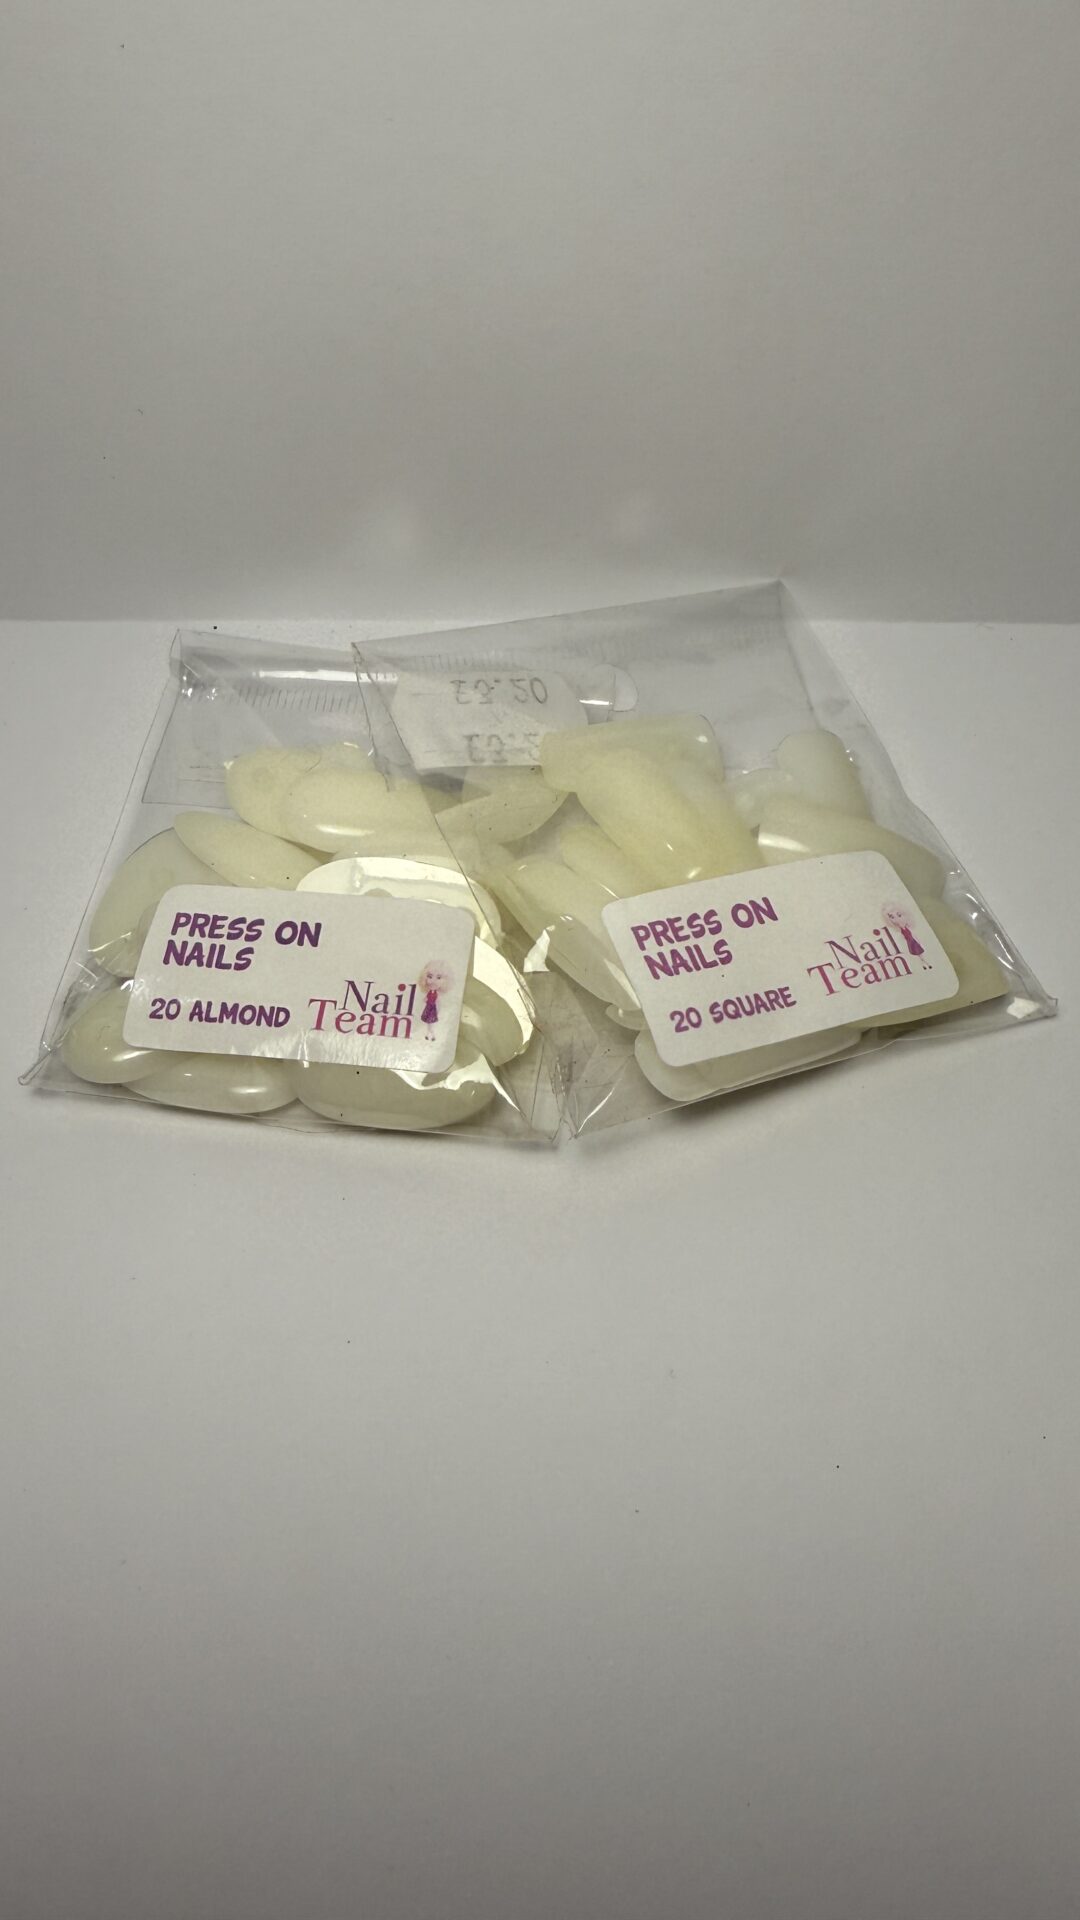 PRESS ON
NAILS
20 ALMOND
Nail
Team
PRESS ON
NAILS
20 SQUARE
Nail
Team